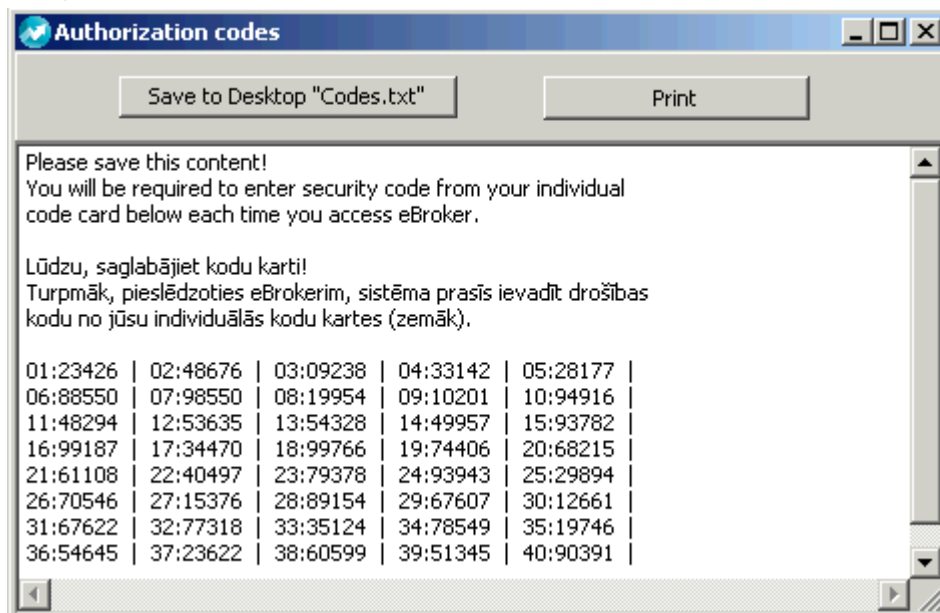 Authorization codes
Save to Desktop "Codes.txt"
Print
Please save this content!
You will be required to enter security code from your individual
code card below each time you access eBroker.
Lūdzu, saglabājiet kodu karti!
Turpmāk, pieslēdzoties eBrokerim, sistēma prasīs ievadīt drošības
kodu no jūsu individuālās kodu kartes (zemāk).
01:23426 | 02:48676 | 03:09238 | 04:33142 | 05:28177 |
06:88550 | 07:98550 | 08:19954 | 09:10201 | 10:94916 |
11:48294 | 12:53635 | 13:54328 | 14:49957 | 15:93782 |
16:99187 | 17:34470 | 18:99766 | 19:74406 | 20:68215 |
21:61108 | 22:40497 | 23:79378 | 24:93943 | 25:29894 |
26:70546 | 27:15376 | 28:89154 | 29:67607 | 30:12661 |
31:67622 | 32:77318 | 33:35124 | 34:78549 | 35:19746 |
36:54645 | 37:23622 | 38:60599 | 39:51345 | 40:90391 |